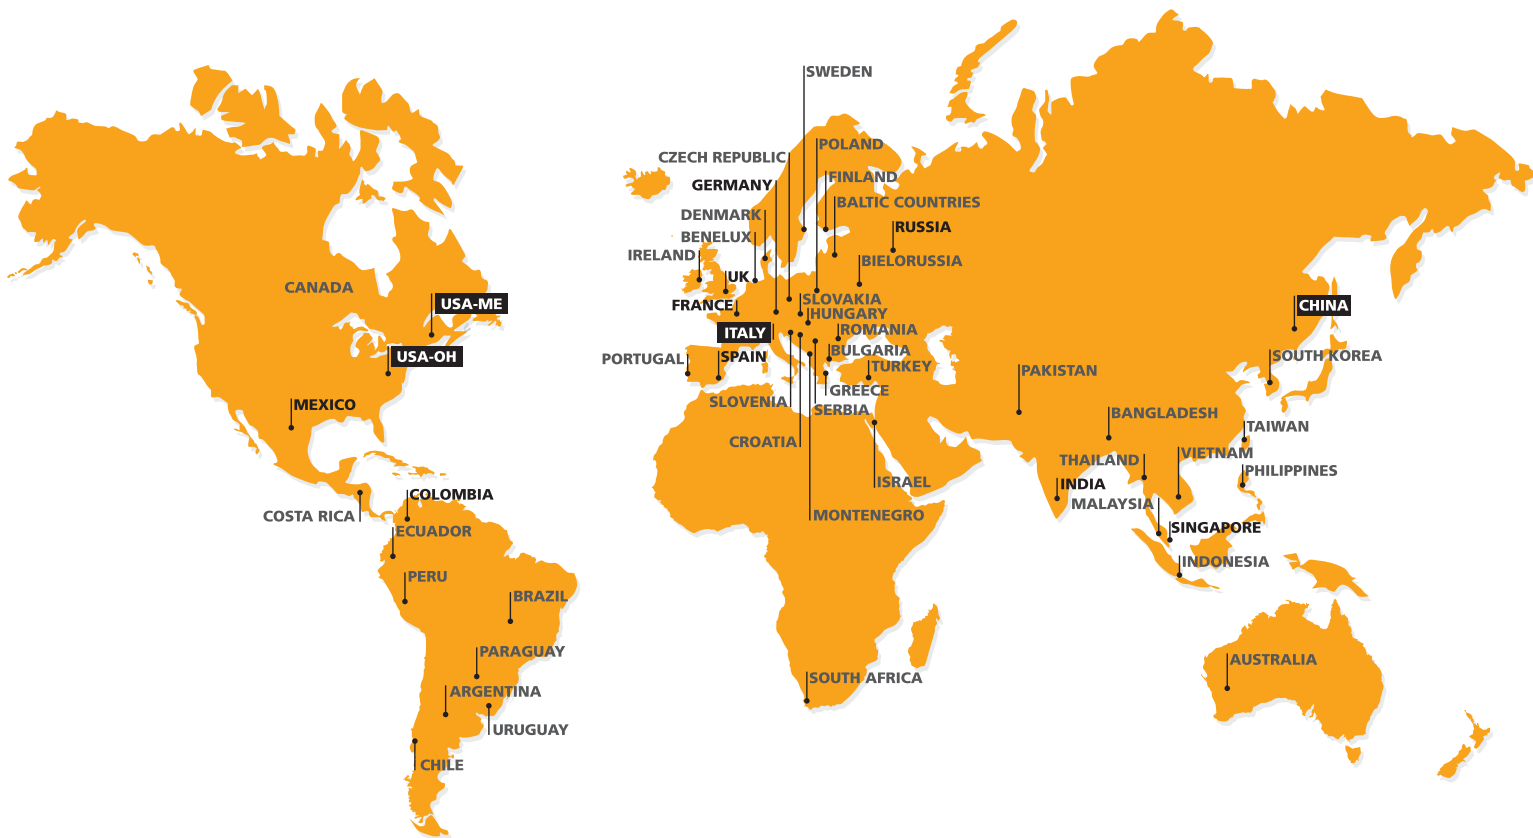 SWEDEN
POLAND
CZECH REPUBLIC
FINLAND
GERMANY
BALTIC COUNTRIES
DENMARK
RUSSIA
BENELUX
IRELAND
BIELORUSSIA
UK
CANADA
SLOVAKIA
USA-ME
FRANCE
CHINA
HUNGARY
ITALY
ROMANIA
BULGARIA
USA-OH
PORTUGAL
SPAIN
SOUTH KOREA
TURKEY
PAKISTAN
GREECE
MEXICO
SLOVENIA
SERBIA
BANGLADESH
TAIWAN
CROATIA
VIETNAM
THAILAND
PHILIPPINES
ISRAEL
INDIA
COLOMBIA
MALAYSIA
COSTA RICA
MONTENEGRO
SINGAPORE
ECUADOR
INDONESIA
PERU
BRAZIL
PARAGUAY
AUSTRALIA
SOUTH AFRICA
ARGENTINA
URUGUAY
CHILE